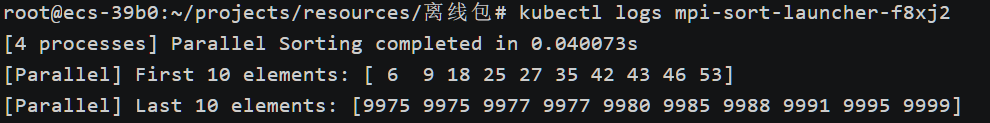 root@ecs-39b0:~/projects/resources/离线包# kubectl logs mpi-sort-launcher-f8xj2
[4 processes] Parallel Sorting completed in 0.040073s
[Parallel] First 10 elements: [ 6  9 18 25 27 35 42 43 46 53]
[Parallel] Last 10 elements: [9975 9975 9977 9977 9980 9985 9988 9991 9995 9999]